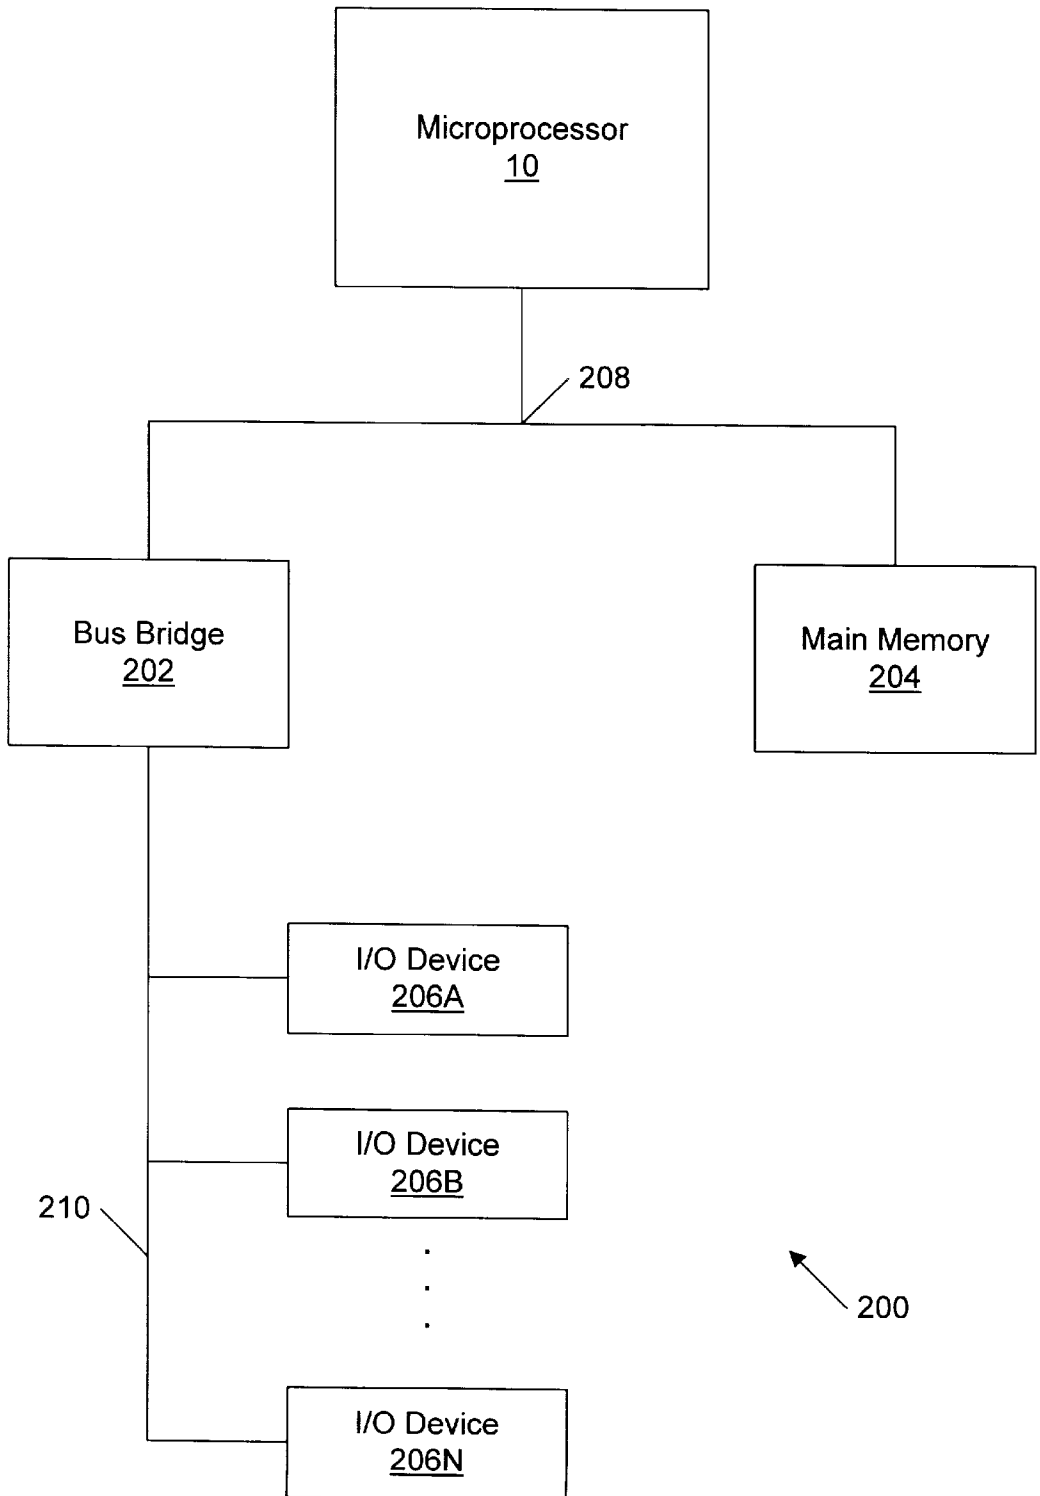 Microprocessor
10
208
Bus Bridge
202
Main Memory
204
I/O Device
206A
I/O Device
206B
210
200
I/O Device
206N